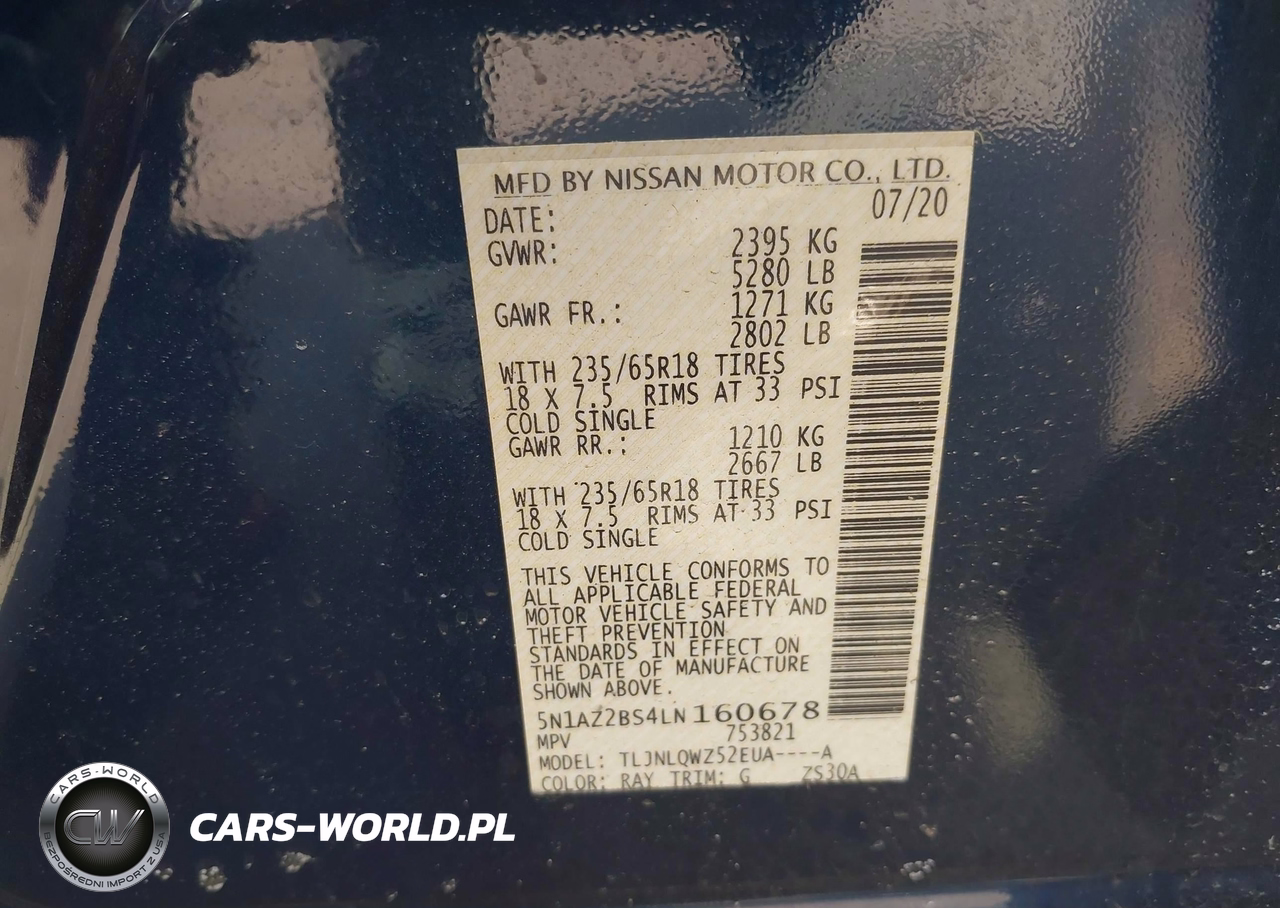 MFD BY NISSAN MOTOR CO., LTD.
DATE: 07/20
GVWR: 2395 KG
5280 LB
GAWR FR.: 1271 KG
2802 LB
WITH 235/65R18 TIRES
18 X 7.5 RIMS AT 33 PSI
COLD SINGLE
GAWR RR.: 1210 KG
2667 LB
WITH 235/65R18 TIRES
18 X 7.5 RIMS AT 33 PSI
COLD SINGLE
THIS VEHICLE CONFORMS TO
ALL APPLICABLE FEDERAL
MOTOR VEHICLE SAFETY AND
THEFT PREVENTION
STANDARDS IN EFFECT ON
THE DATE OF MANUFACTURE
SHOWN ABOVE.
5N1AZ2BS4LN160678
MPV 753821
MODEL: TLJNLQWZ52EUA----A
COLOR: RAY TRIM: G ZS30A
CARS-WORLD
CW
BEZPOŚREDNI IMPORT Z USA
CARS-WORLD.PL